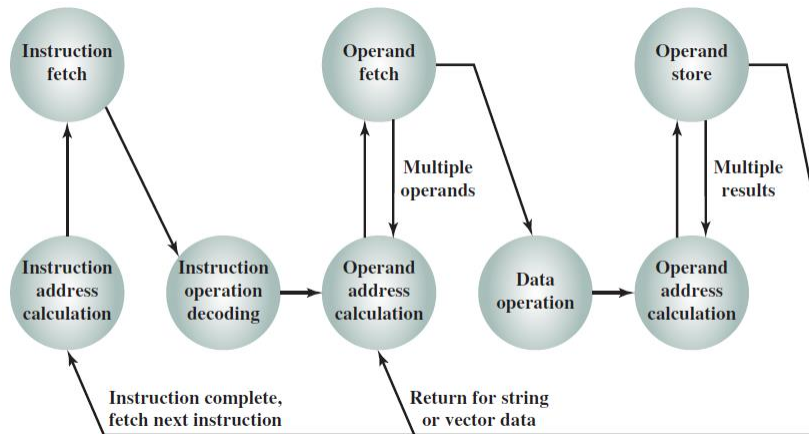 Instruction
fetch
Operand
fetch
Operand
store
Multiple
operands
Multiple
results
Instruction
address
calculation
Instruction
operation
decoding
Operand
address
calculation
Data
operation
Operand
address
calculation
Instruction complete,
fetch next instruction
Return for string
or vector data